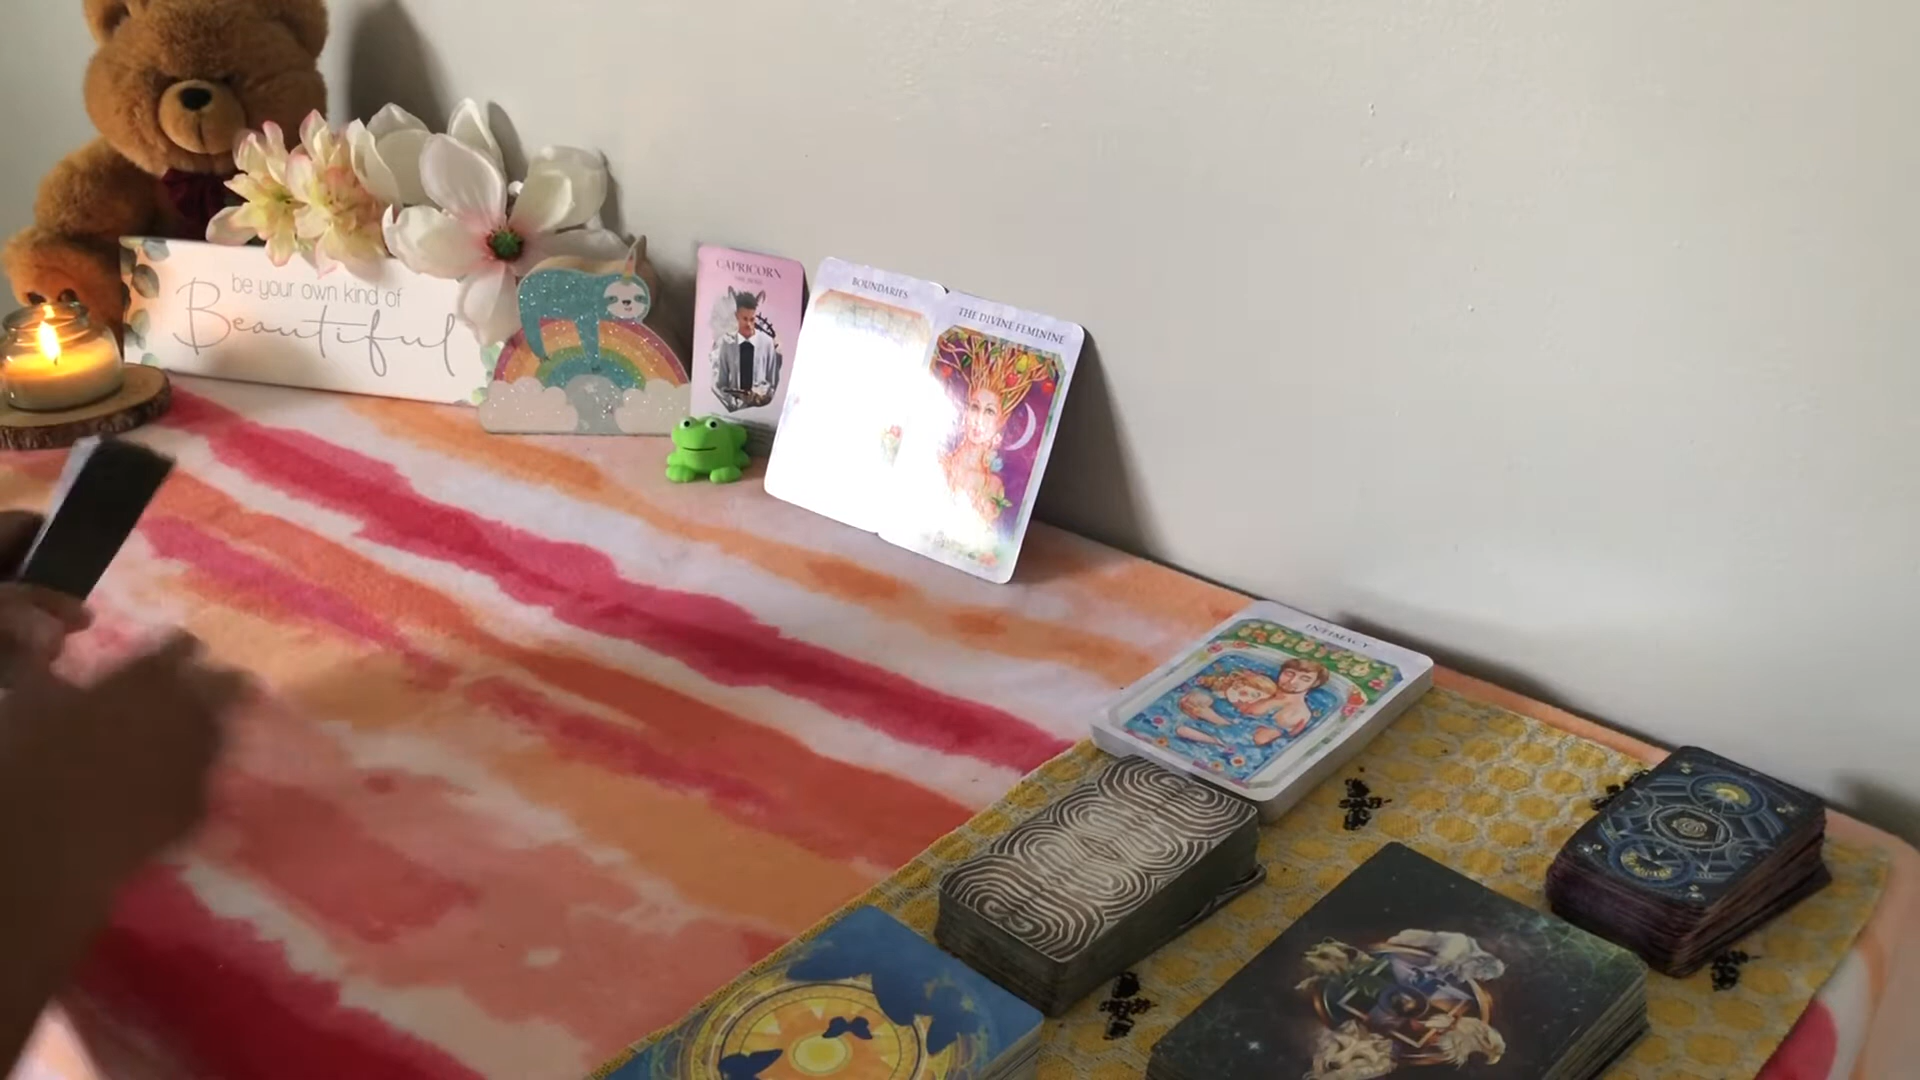 be your own kind of
Beautiful
CAPRICORN
BOUNDARIES
THE DIVINE FEMININE
INTIMACY